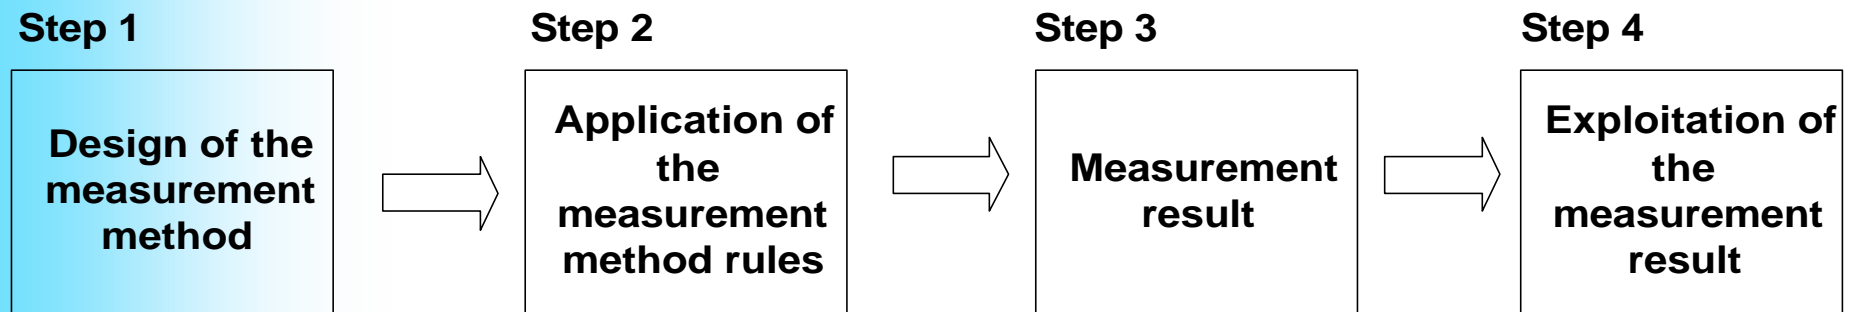 Step 1
Design of the
measurement
method
Step 2
Application of
the
measurement
method rules
Step 3
Measurement
result
Step 4
Exploitation of
the
measurement
result